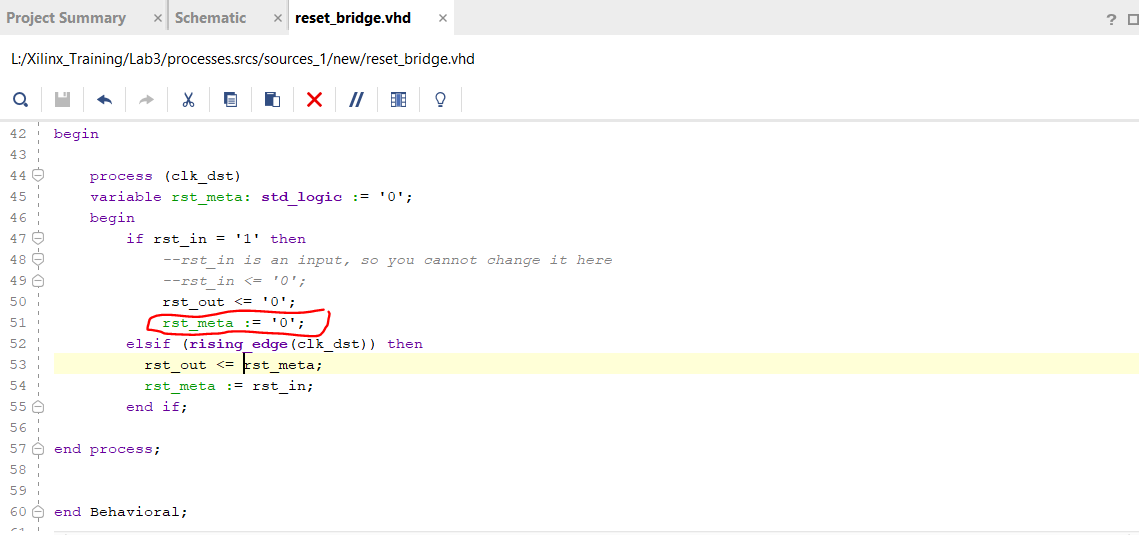 Project Summary × Schematic × reset_bridge.vhd × ?
L:/Xilinx_Training/Lab3/processes.srcs/sources_1/new/reset_bridge.vhd
42 begin
43
44 process (clk_dst)
45 variable rst_meta: std_logic := '0';
46 begin
47 if rst_in = '1' then
48 --rst_in is an input, so you cannot change it here
49 --rst_in <= '0';
50 rst_out <= '0';
51 rst_meta := '0';
52 elsif (rising_edge(clk_dst)) then
53 rst_out <= rst_meta;
54 rst_meta := rst_in;
55 end if;
56
57 end process;
58
59
60 end Behavioral;
61